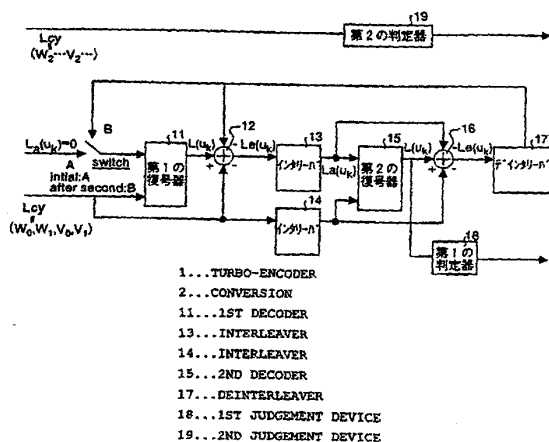 19
第2の判定器
Lcy
(W2…V2…)
B
12
16
11
L(uk)
Le(uk)
13
15
L(uk)
Le(uk)
17
La(uk)=0
A
switch
第1の復号器
+
-
インタリーバ
La(uk)
第2の復号器
+
-
デインタリーバ
intial:A
after second:B
14
インタリーバ
18
第1の判定器
Lcy
(W0,W1,V0,V1)
1...TURBO-ENCODER
2...CONVERSION
11...1ST DECODER
13...INTERLEAVER
14...INTERLEAVER
15...2ND DECODER
17...DEINTERLEAVER
18...1ST JUDGEMENT DEVICE
19...2ND JUDGEMENT DEVICE